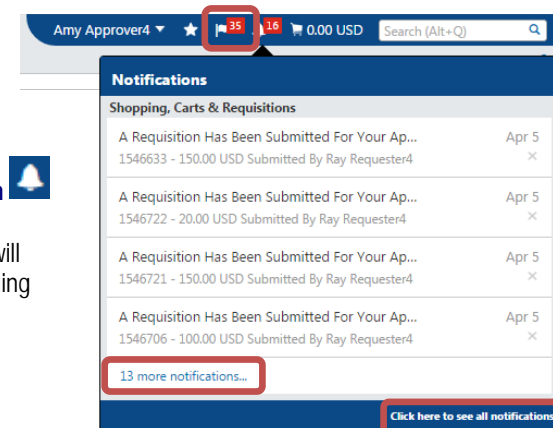 Amy Approver4 35 16 0.00 USD Search (Alt+Q)
Notifications
Shopping, Carts & Requisitions
A Requisition Has Been Submitted For Your Ap... Apr 5
1546633 - 150.00 USD Submitted By Ray Requester4
A Requisition Has Been Submitted For Your Ap... Apr 5
1546722 - 20.00 USD Submitted By Ray Requester4
A Requisition Has Been Submitted For Your Ap... Apr 5
1546721 - 150.00 USD Submitted By Ray Requester4
A Requisition Has Been Submitted For Your Ap... Apr 5
1546706 - 100.00 USD Submitted By Ray Requester4
13 more notifications...
Click here to see all notifications